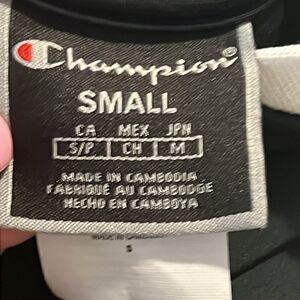 Champion®
SMALL
CA MEX JPN
S/P CH M
MADE IN CAMBODIA
FABRIQUÉ AU CAMBODGE
HECHO EN CAMBOYA
S